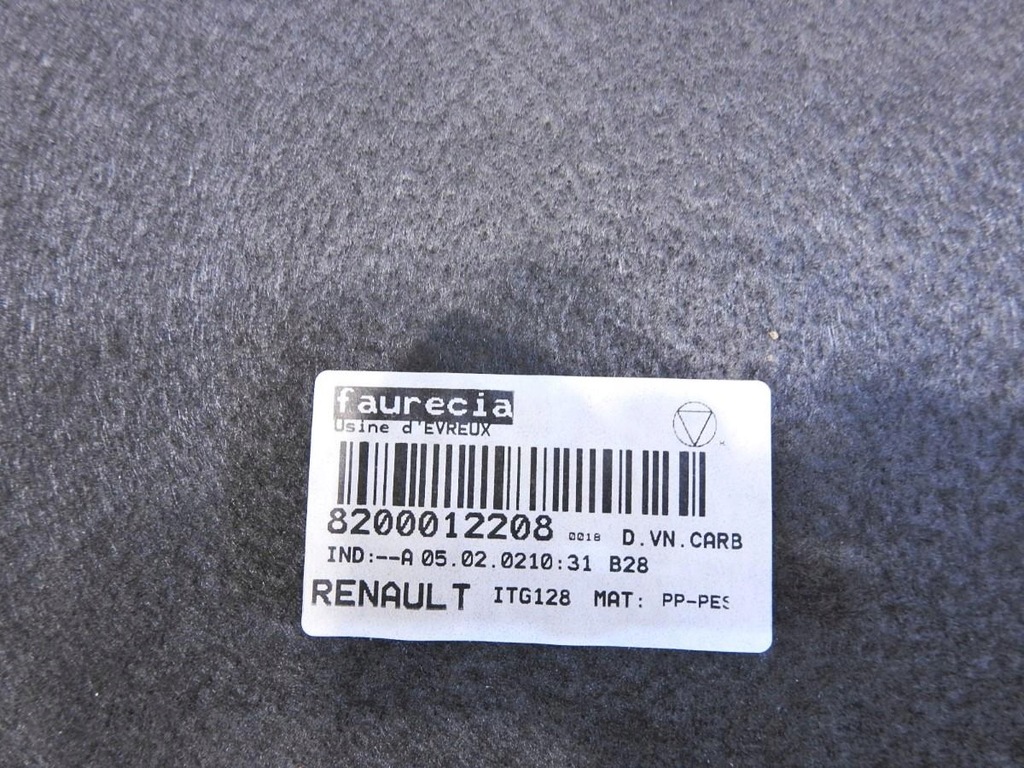 faurecia
Usine d'EVREUX
8200012208 0018 D.VN.CARB
IND:--A 05.02.0210:31 B28
RENAULT ITG128 MAT: PP-PES